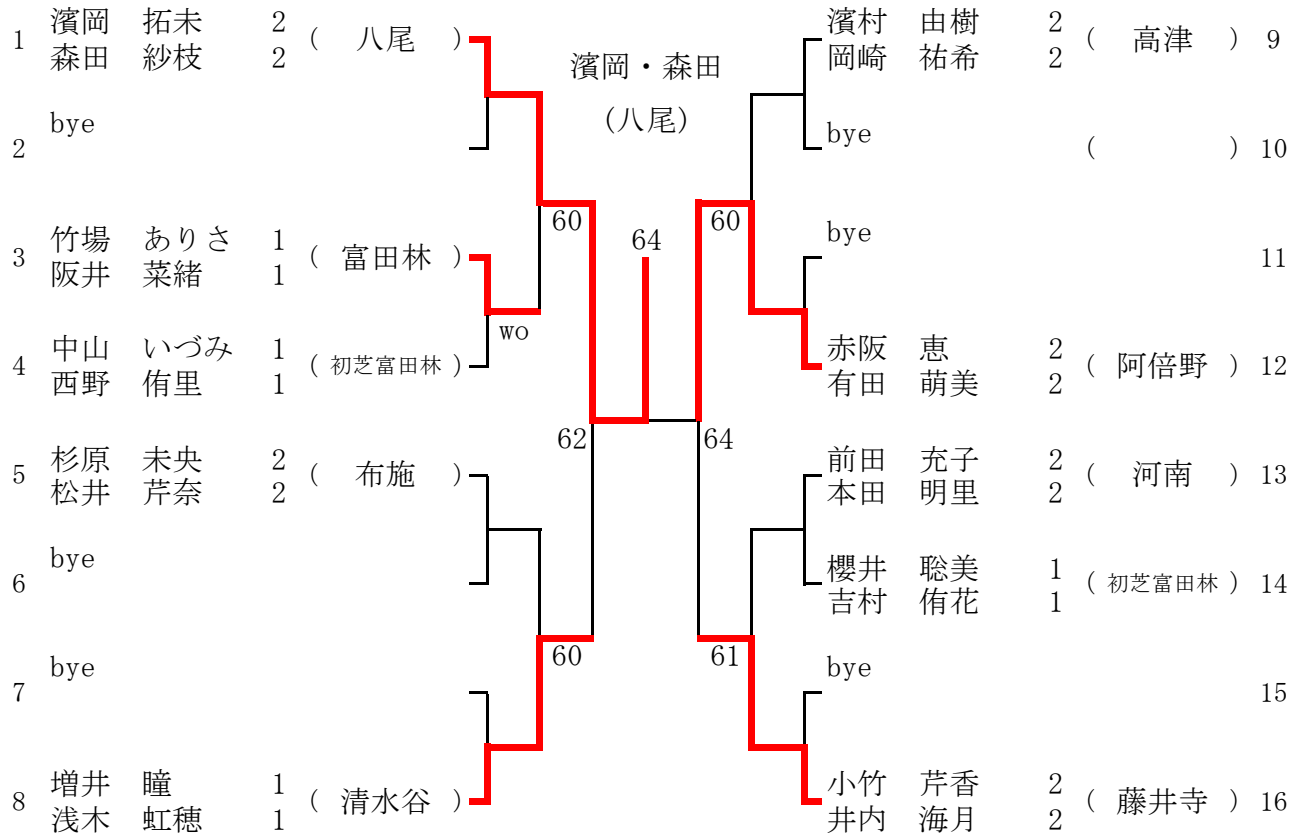 1 濱岡 拓未 2 ( 八尾 )
森田 紗枝 2
2 bye
3 竹場 ありさ 1 ( 富田林 )
阪井 菜緒 1
4 中山 いづみ 1 ( 初芝富田林 )
西野 侑里 1
5 杉原 未央 2 ( 布施 )
松井 芹奈 2
6 bye
7 bye
8 増井 瞳 1 ( 清水谷 )
浅木 虹穂 1
濱岡・森田
(八尾)
60
64
60
wo
62
64
60
61
濱村 由樹 2 ( 高津 ) 9
岡崎 祐希 2
bye ( ) 10
bye 11
赤阪 恵 2 ( 阿倍野 ) 12
有田 萌美 2
前田 充子 2 ( 河南 ) 13
本田 明里 2
櫻井 聡美 1 ( 初芝富田林 ) 14
吉村 侑花 1
bye 15
小竹 芹香 2 ( 藤井寺 ) 16
井内 海月 2